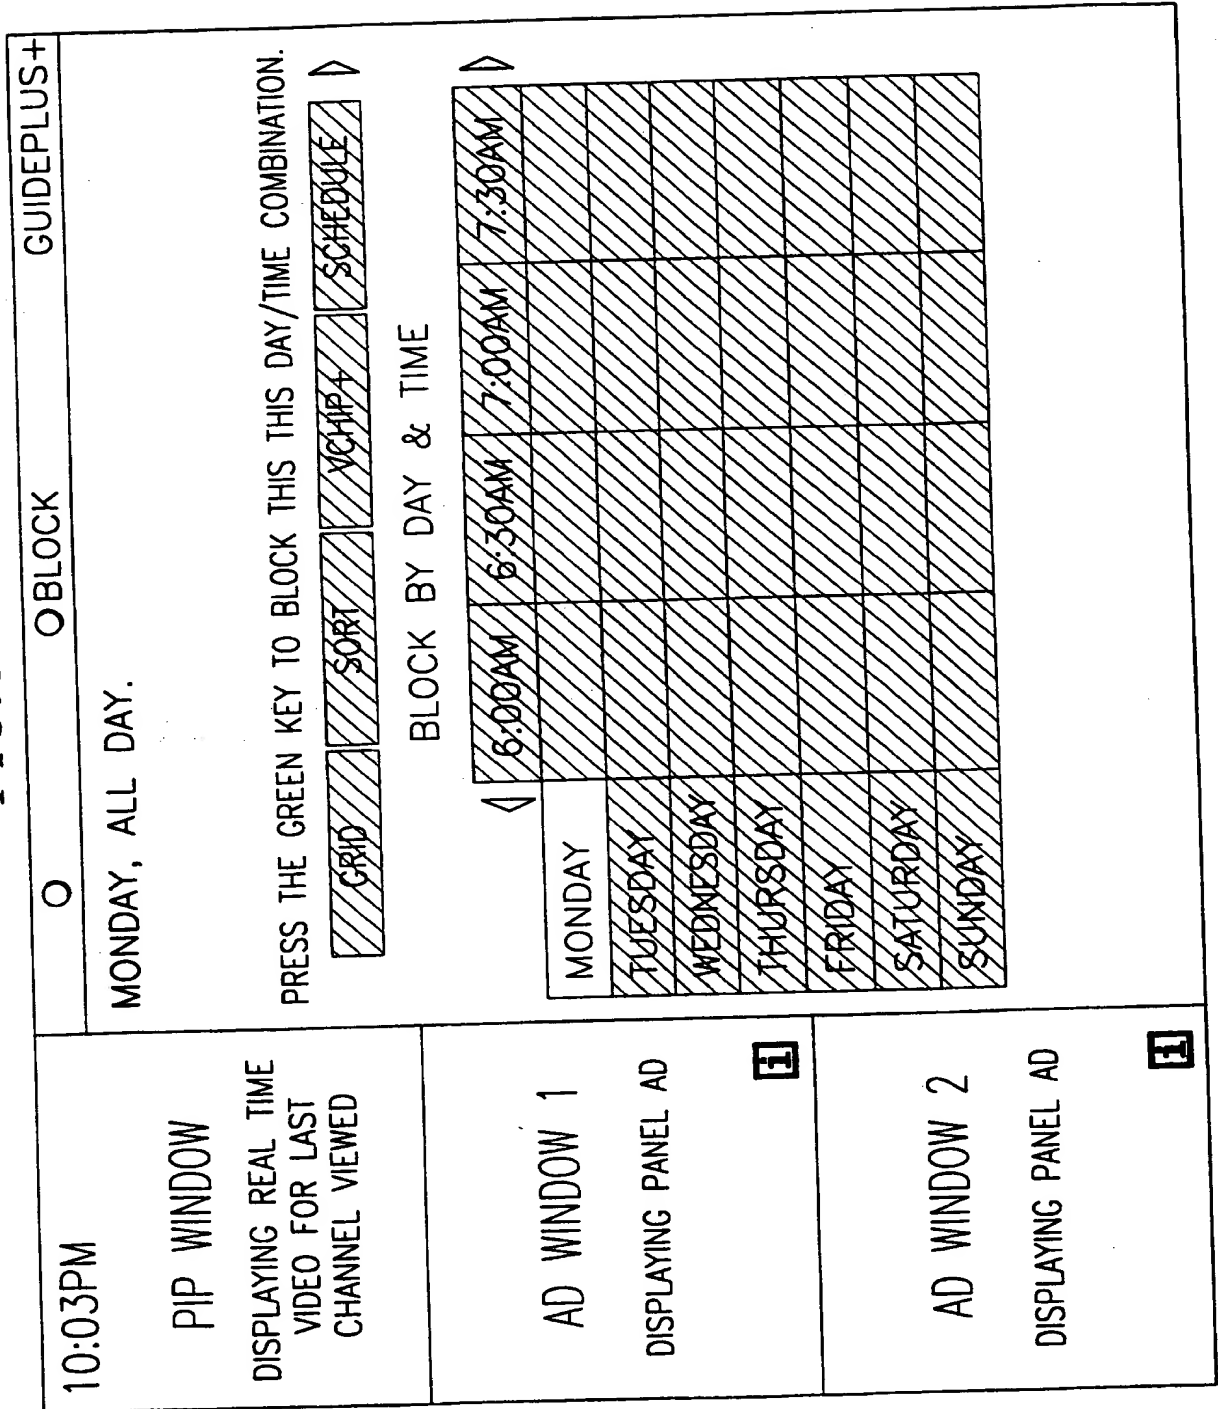 10:03PM
O
O BLOCK
GUIDEPLUS+
PIP WINDOW
DISPLAYING REAL TIME
VIDEO FOR LAST
CHANNEL VIEWED
AD WINDOW 1
DISPLAYING PANEL AD
i
AD WINDOW 2
DISPLAYING PANEL AD
i
MONDAY, ALL DAY.
PRESS THE GREEN KEY TO BLOCK THIS THIS DAY/TIME COMBINATION.
GRID SORT VCHIP+ SCHEDULE
BLOCK BY DAY & TIME
6:00AM 6:30AM 7:00AM 7:30AM
MONDAY
TUESDAY
WEDNESDAY
THURSDAY
FRIDAY
SATURDAY
SUNDAY